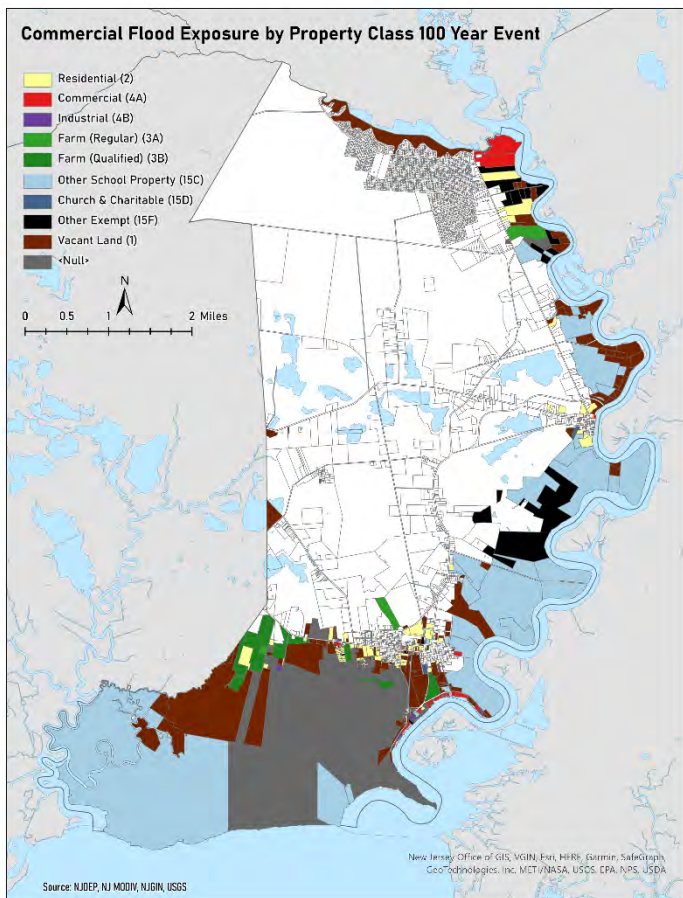 Commercial Flood Exposure by Property Class 100 Year Event
Residential (2)
Commercial (4A)
Industrial (4B)
Farm (Regular) (3A)
Farm (Qualified) (3B)
Other School Property (15C)
Church & Charitable (15D)
Other Exempt (15F)
Vacant Land (1)
<Null>
N
0 0.5 1 2 Miles
New Jersey Office of GIS, VGIN, Esri, HERE, Garmin, SafeGraph,
GeoTechnologies, Inc, METI/NASA, USGS, EPA, NPS, USDA
Source: NJDEP, NJ MODIV, NJGIN, USGS